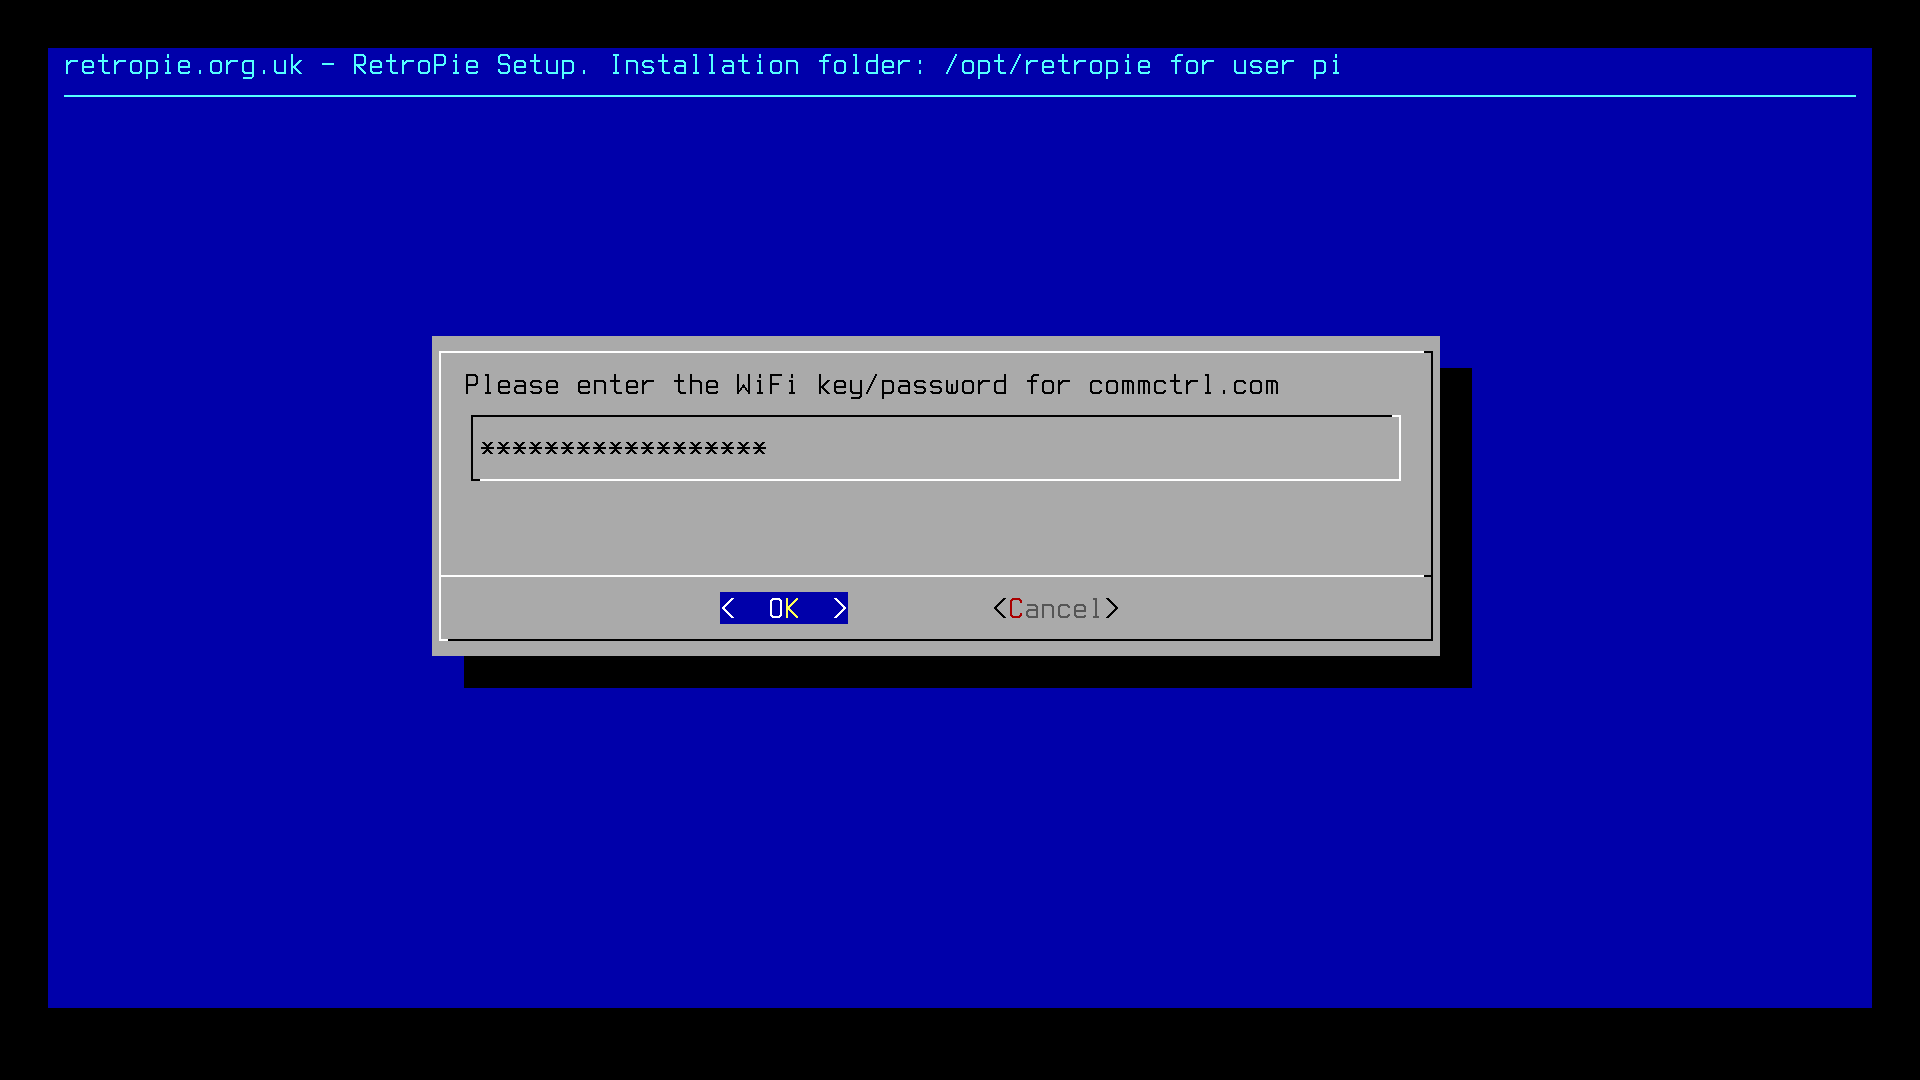 retropie.org.uk - RetroPie Setup. Installation folder: /opt/retropie for user pi
Please enter the WiFi key/password for commctrl.com
******************
< OK > <Cancel>